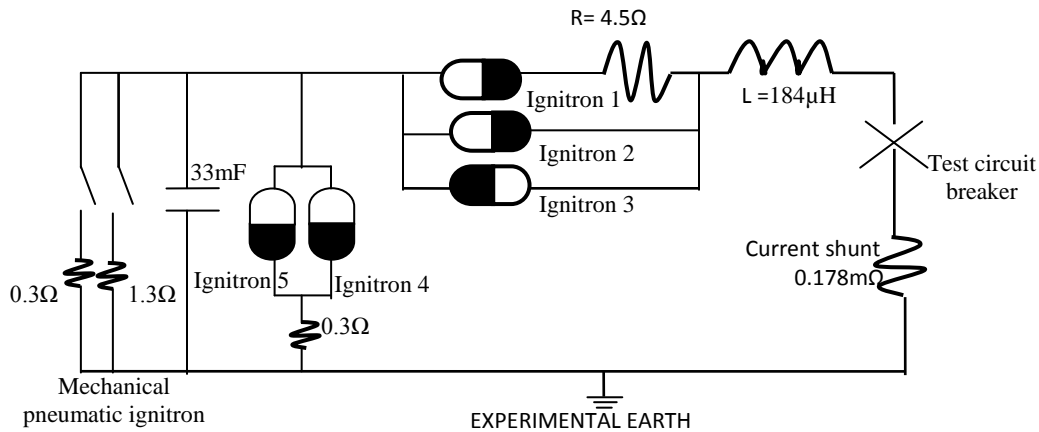 R= 4.5Ω
Ignitron 1
L =184µH
Ignitron 2
Test circuit
breaker
33mF
Ignitron 3
Current shunt
0.178mΩ
Ignitron 5
Ignitron 4
0.3Ω
1.3Ω
0.3Ω
Mechanical
pneumatic ignitron
EXPERIMENTAL EARTH